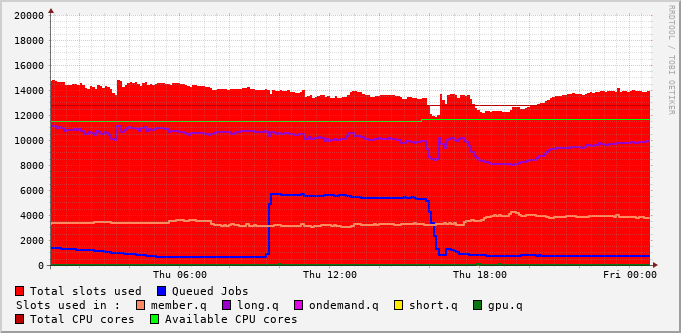 RRDTOOL / TOBI OETIKER
20000
18000
16000
14000
12000
10000
8000
6000
4000
2000
0
Thu 06:00 Thu 12:00 Thu 18:00 Fri 00:00
Total slots used Queued Jobs
Slots used in : member.q long.q ondemand.q short.q gpu.q
Total CPU cores Available CPU cores